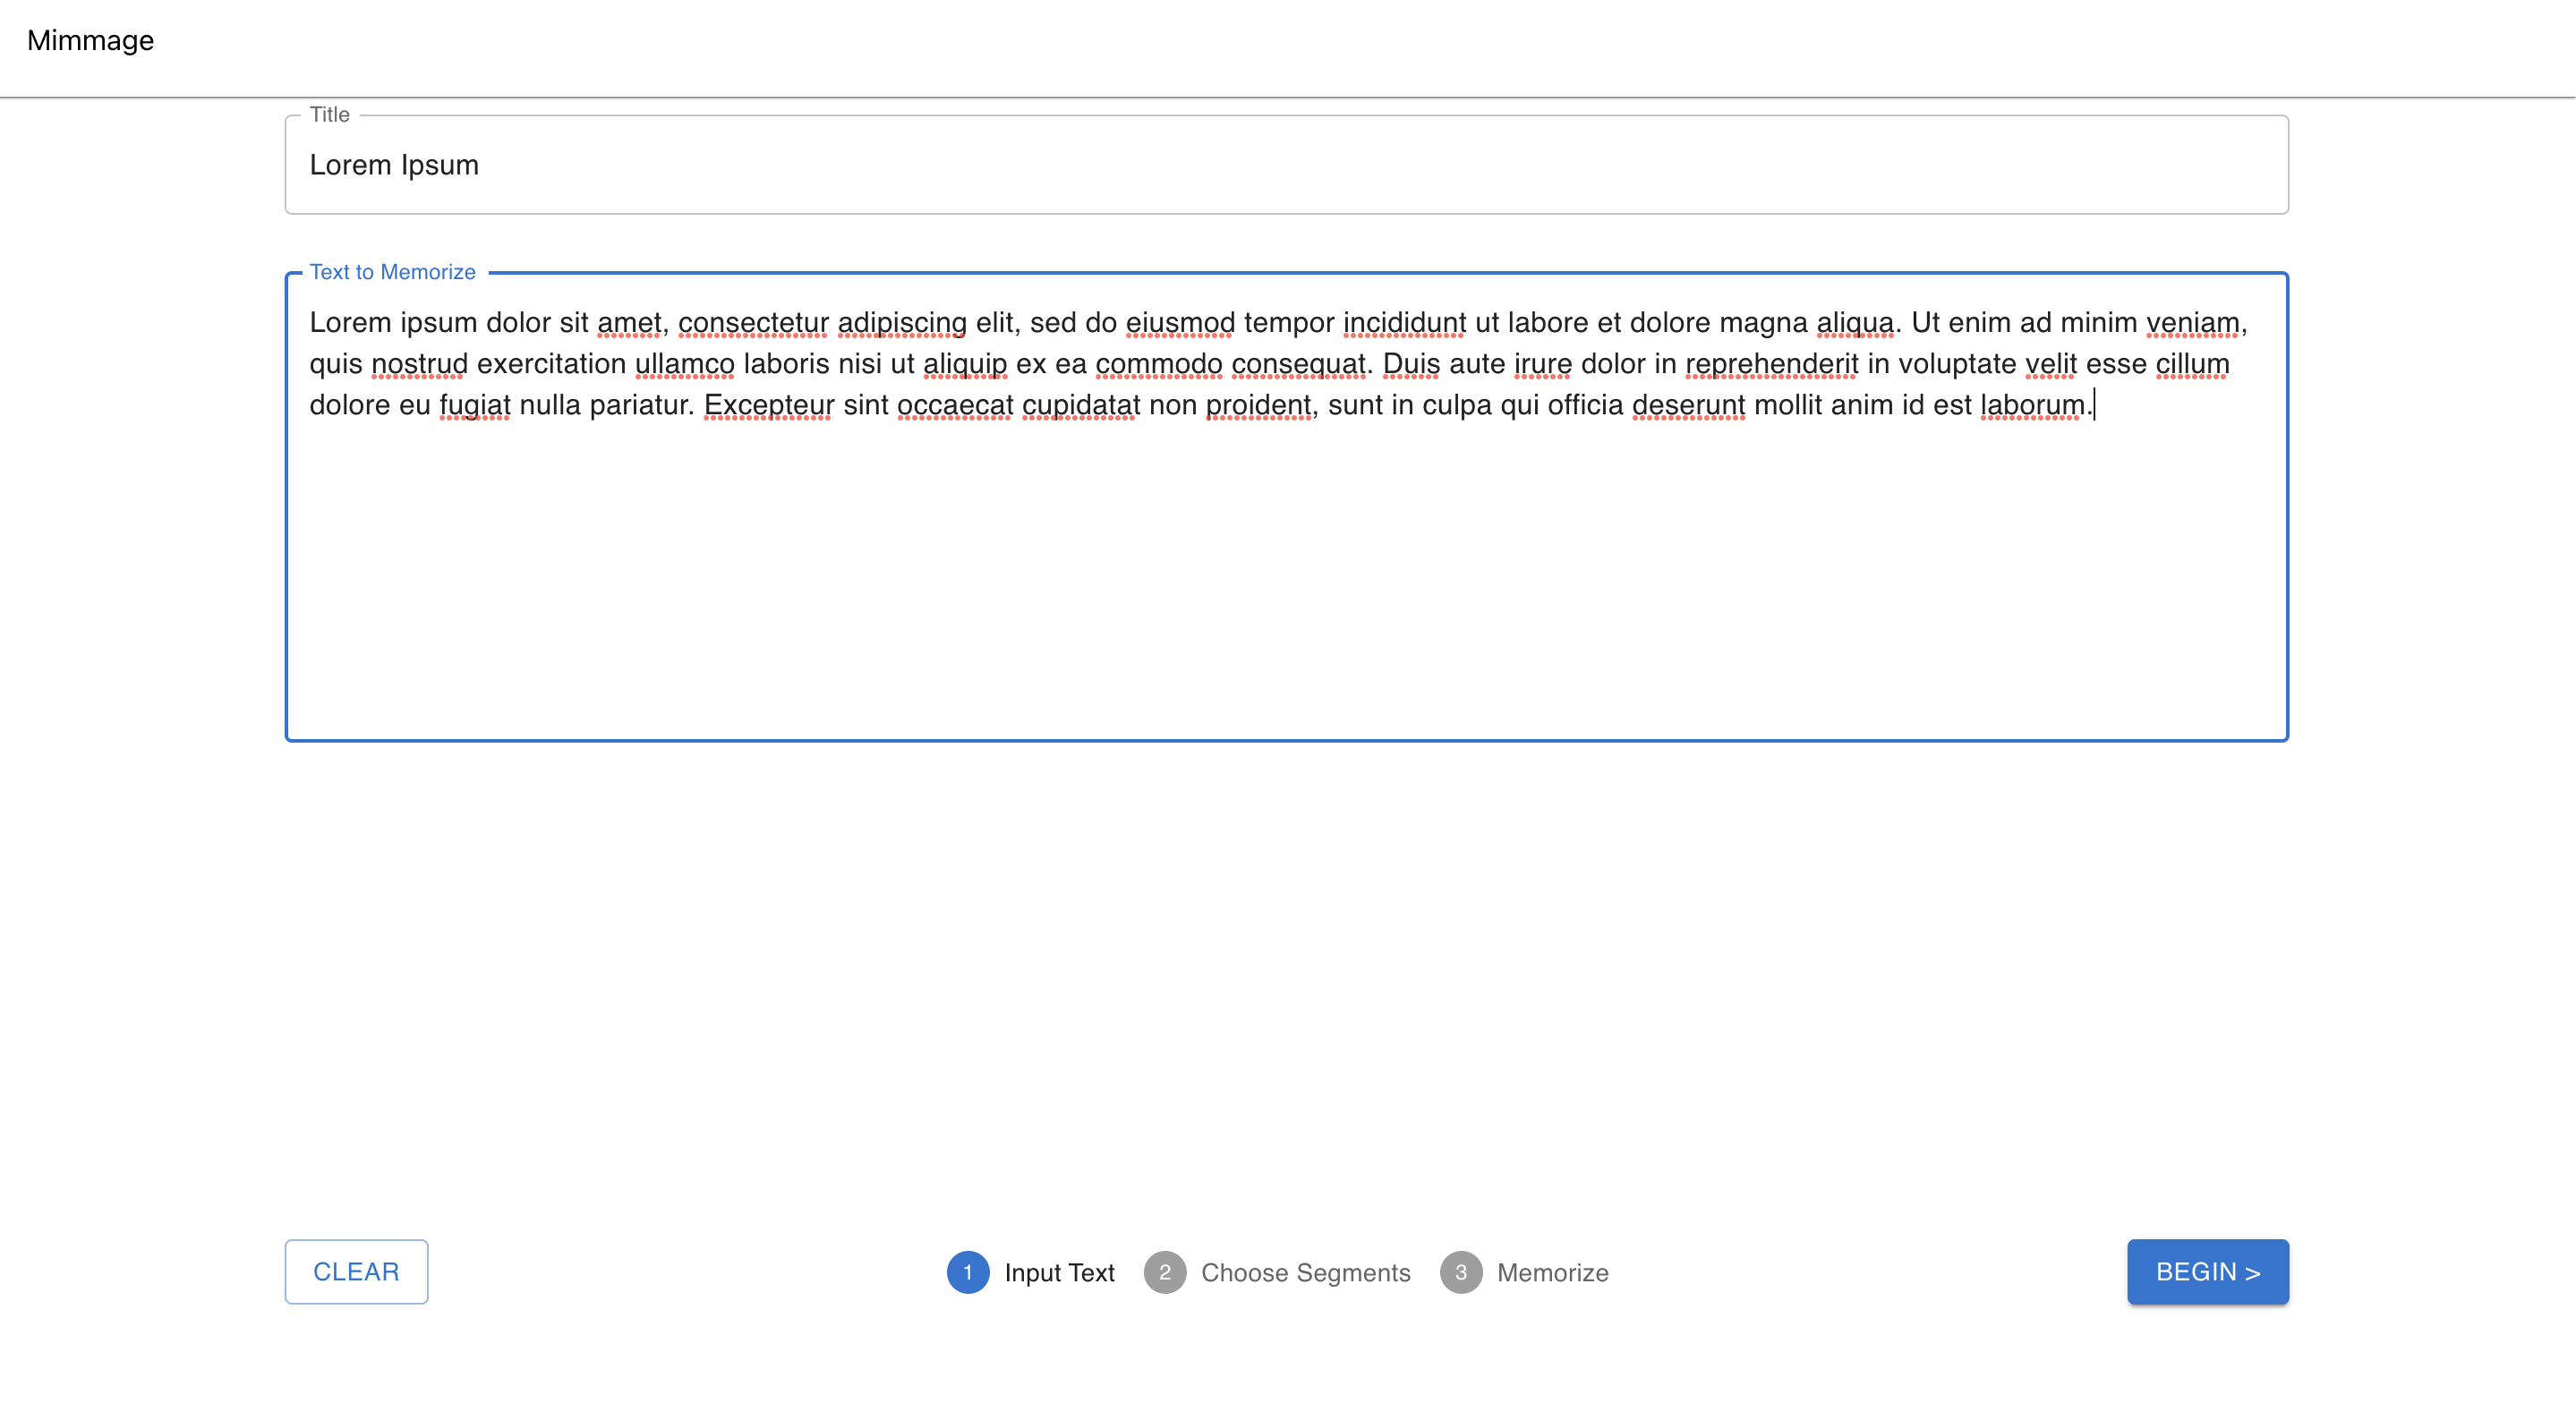 Mimmage
Title
Lorem Ipsum
Text to Memorize
Lorem ipsum dolor sit amet, consectetur adipiscing elit, sed do eiusmod tempor incididunt ut labore et dolore magna aliqua. Ut enim ad minim veniam,
quis nostrud exercitation ullamco laboris nisi ut aliquip ex ea commodo consequat. Duis aute irure dolor in reprehenderit in voluptate velit esse cillum
dolore eu fugiat nulla pariatur. Excepteur sint occaecat cupidatat non proident, sunt in culpa qui officia deserunt mollit anim id est laborum.
CLEAR
1 Input Text 2 Choose Segments 3 Memorize
BEGIN >